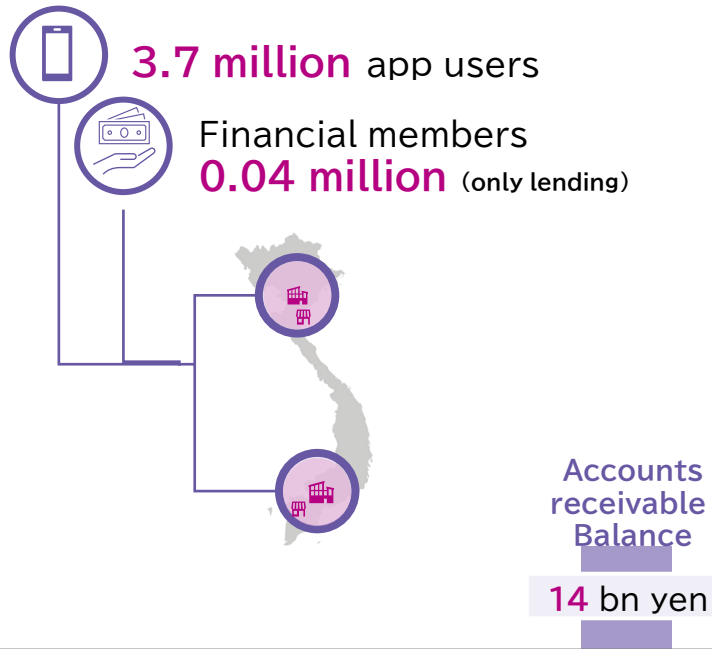 3.7 million app users
Financial members
0.04 million (only lending)
Accounts
receivable
Balance
14 bn yen